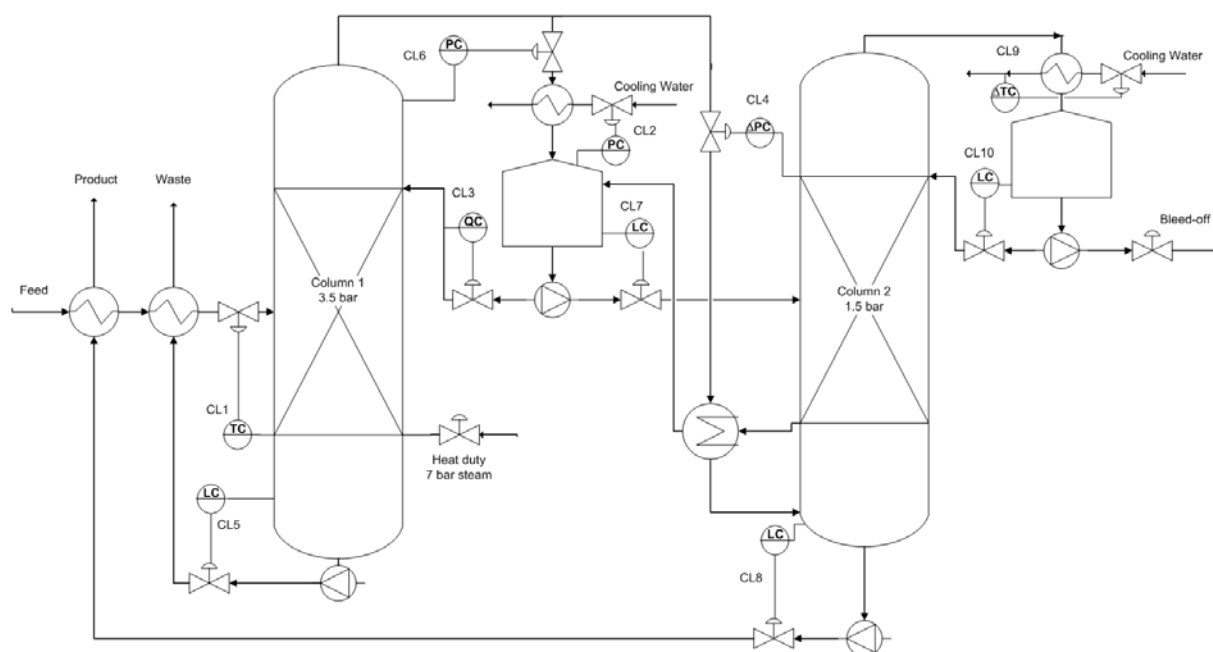 CL6
PC
Cooling Water
CL2
PC
CL4
ΔPC
CL9
Cooling Water
ΔTC
CL10
LC
Bleed-off
Product
Waste
CL3
QC
CL7
LC
Feed
Column 1
3.5 bar
Column 2
1.5 bar
CL1
TC
Heat duty
7 bar steam
LC
CL5
LC
CL8